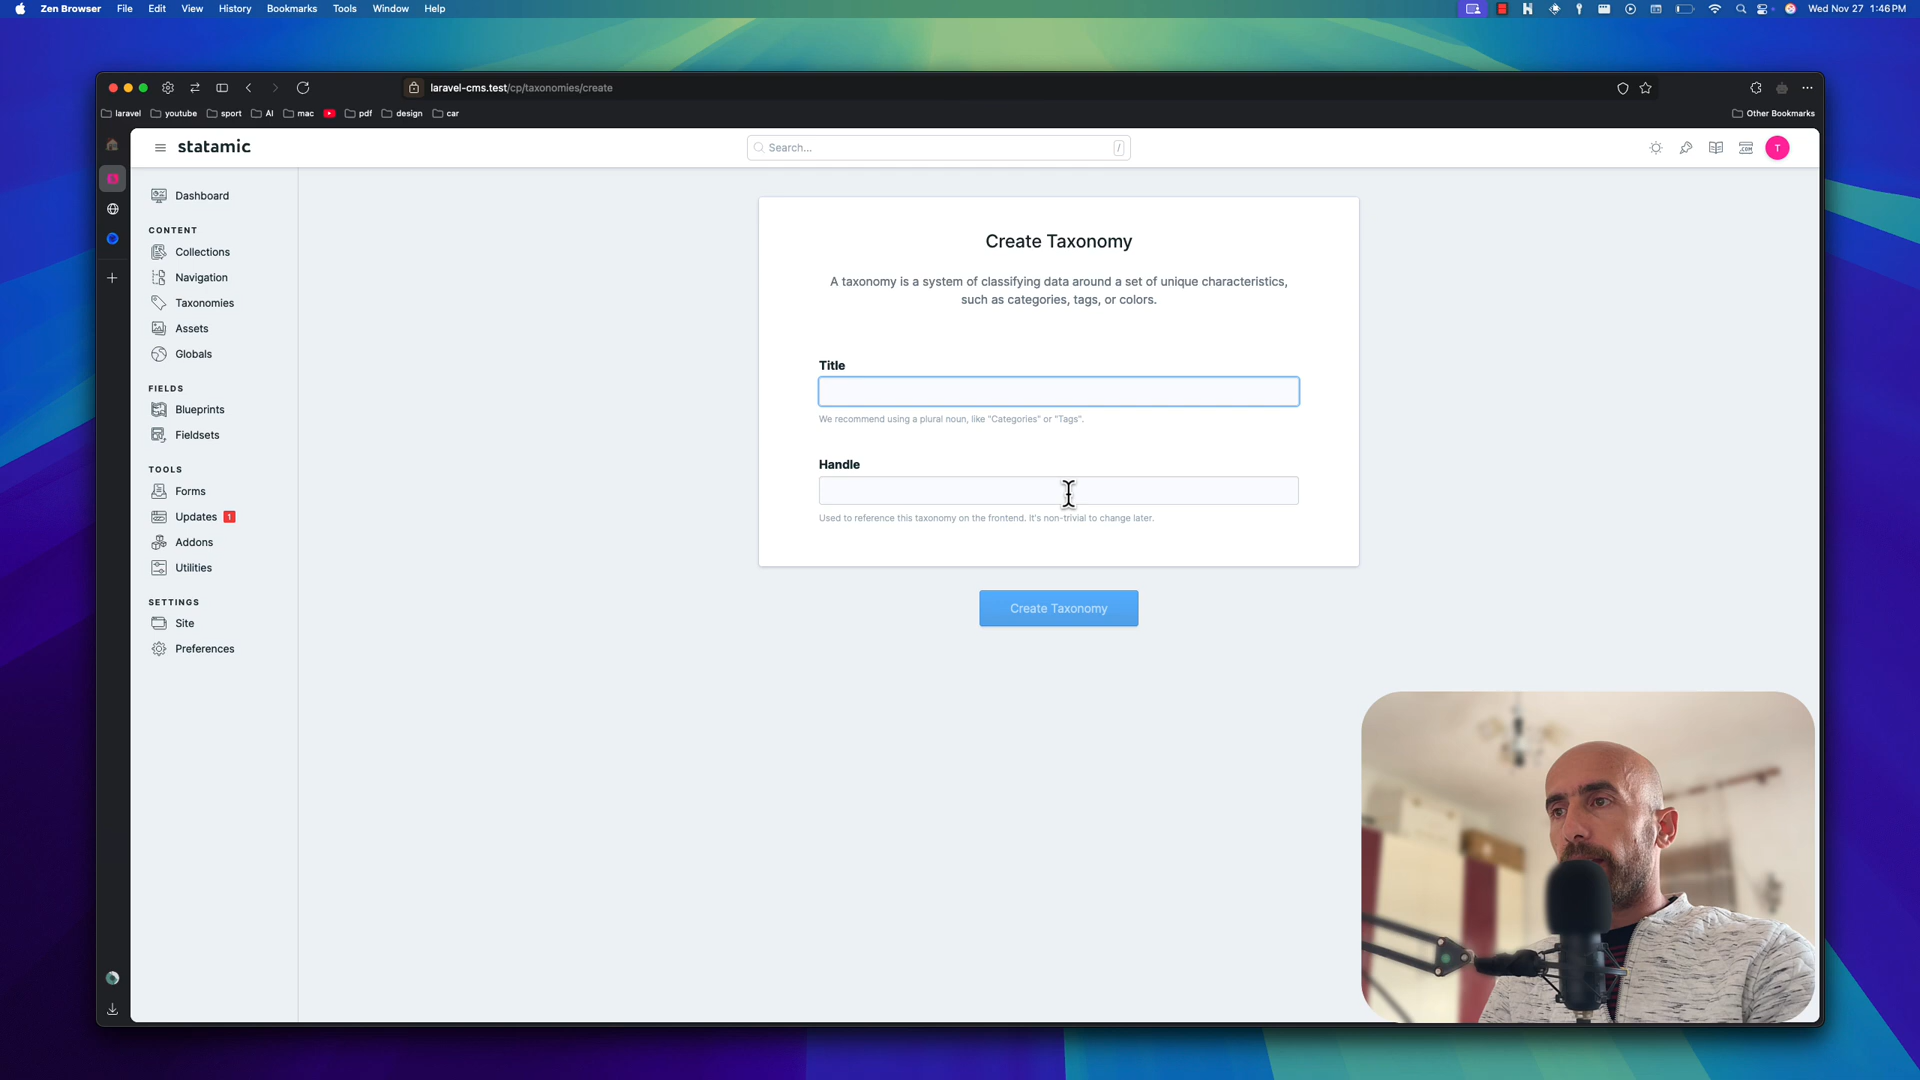 Zen Browser File Edit View History Bookmarks Tools Window Help Wed Nov 27 1:46 PM
laravel-cms.test/cp/taxonomies/create
laravel youtube sport AI mac pdf design car Other Bookmarks
statamic Search... / .COM T
Dashboard
CONTENT
Collections
Navigation
Taxonomies
Assets
Globals
FIELDS
Blueprints
Fieldsets
TOOLS
Forms
Updates 1
Addons
Utilities
SETTINGS
Site
Preferences
Create Taxonomy
A taxonomy is a system of classifying data around a set of unique characteristics,
such as categories, tags, or colors.
Title
We recommend using a plural noun, like "Categories" or "Tags".
Handle
Used to reference this taxonomy on the frontend. It's non-trivial to change later.
Create Taxonomy